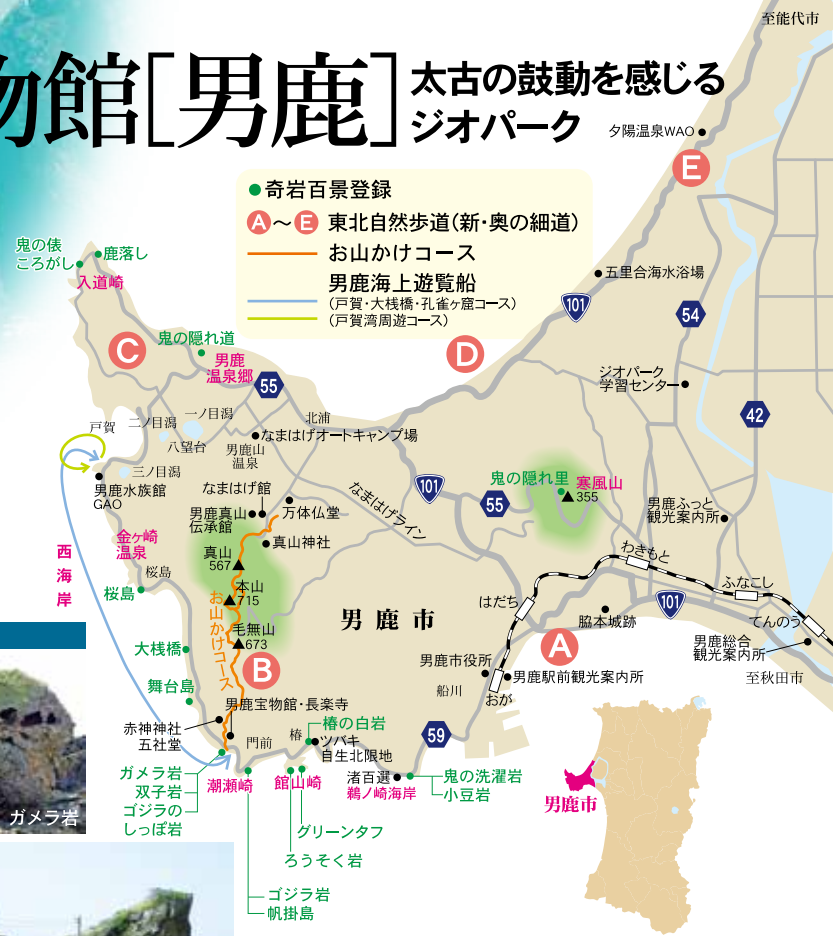 至能代市
物館[男鹿]
太古の鼓動を感じる
ジオパーク
夕陽温泉WAO
E
奇岩百景登録
A～E 東北自然歩道(新・奥の細道)
お山かけコース
男鹿海上遊覧船
(戸賀・大桟橋・孔雀ヶ窟コース)
(戸賀湾周遊コース)
鬼の俵
ころがし
鹿落し
入道崎
五里合海水浴場
101
54
C
鬼の隠れ道
男鹿
温泉郷
D
55
ジオパーク
学習センター
42
戸賀
二ノ目潟
一ノ目潟
北浦
八望台
男鹿山
温泉
なまはげオートキャンプ場
三ノ目潟
男鹿水族館
GAO
なまはげ館
101
鬼の隠れ里
寒風山
355
55
なまはげライン
男鹿真山
伝承館
万体仏堂
男鹿ふっと
観光案内所
金ヶ崎
温泉
真山神社
西海岸
真山
567
わきもと
桜島
桜島
本山
715
ふなこし
お山かけコース
はだち
101
毛無山
673
男鹿市
脇本城跡
てんのう
大桟橋
B
A
男鹿総合
観光案内所
男鹿市役所
男鹿駅前観光案内所
至秋田市
舞台島
船川
おが
男鹿宝物館・長楽寺
赤神神社
五社堂
門前
椿
椿の白岩
ツバキ
自生北限地
59
ガメラ岩
双子岩
ゴジラの
しっぽ岩
潮瀬崎
館山崎
渚百選
鵜ノ崎海岸
鬼の洗濯岩
小豆岩
男鹿市
ガメラ岩
グリーンタフ
ろうそく岩
ゴジラ岩
帆掛島